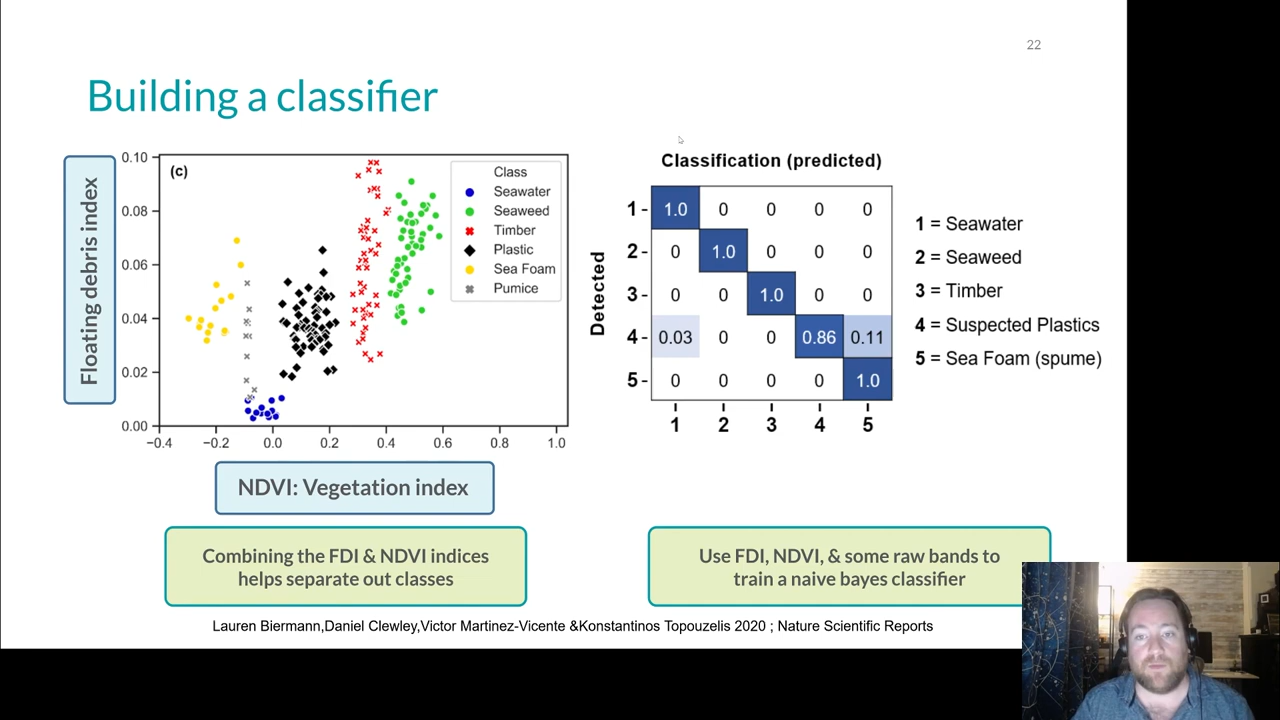 22
Building a classifier
Floating debris index
0.10
0.08
0.06
0.04
0.02
0.00
(c)
Class
Seawater
Seaweed
Timber
Plastic
Sea Foam
Pumice
−0.4 −0.2 0.0 0.2 0.4 0.6 0.8 1.0
NDVI: Vegetation index
Combining the FDI & NDVI indices
helps separate out classes
Classification (predicted)
Detected
1 - 1.0 0 0 0 0
2 - 0 1.0 0 0 0
3 - 0 0 1.0 0 0
4 - 0.03 0 0 0.86 0.11
5 - 0 0 0 0 1.0
1 2 3 4 5
1 = Seawater
2 = Seaweed
3 = Timber
4 = Suspected Plastics
5 = Sea Foam (spume)
Use FDI, NDVI, & some raw bands to
train a naive bayes classifier
Lauren Biermann,Daniel Clewley,Victor Martinez-Vicente &Konstantinos Topouzelis 2020 ; Nature Scientific Reports